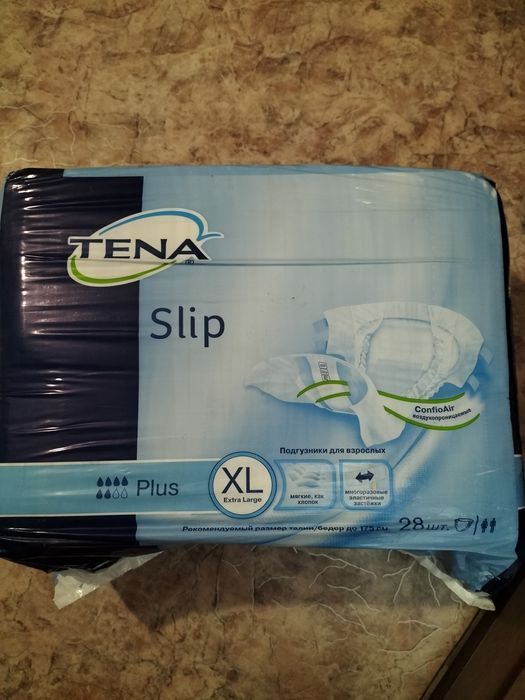 TENA
Slip
ConfioAir
воздухопроницаемые
Подгузники для взрослых
Plus
XL
Extra Large
мягкие, как
хлопок
многоразовые
эластичные
застёжки
Рекомендуемый размер талии/бедер до 175 см.
28 шт.